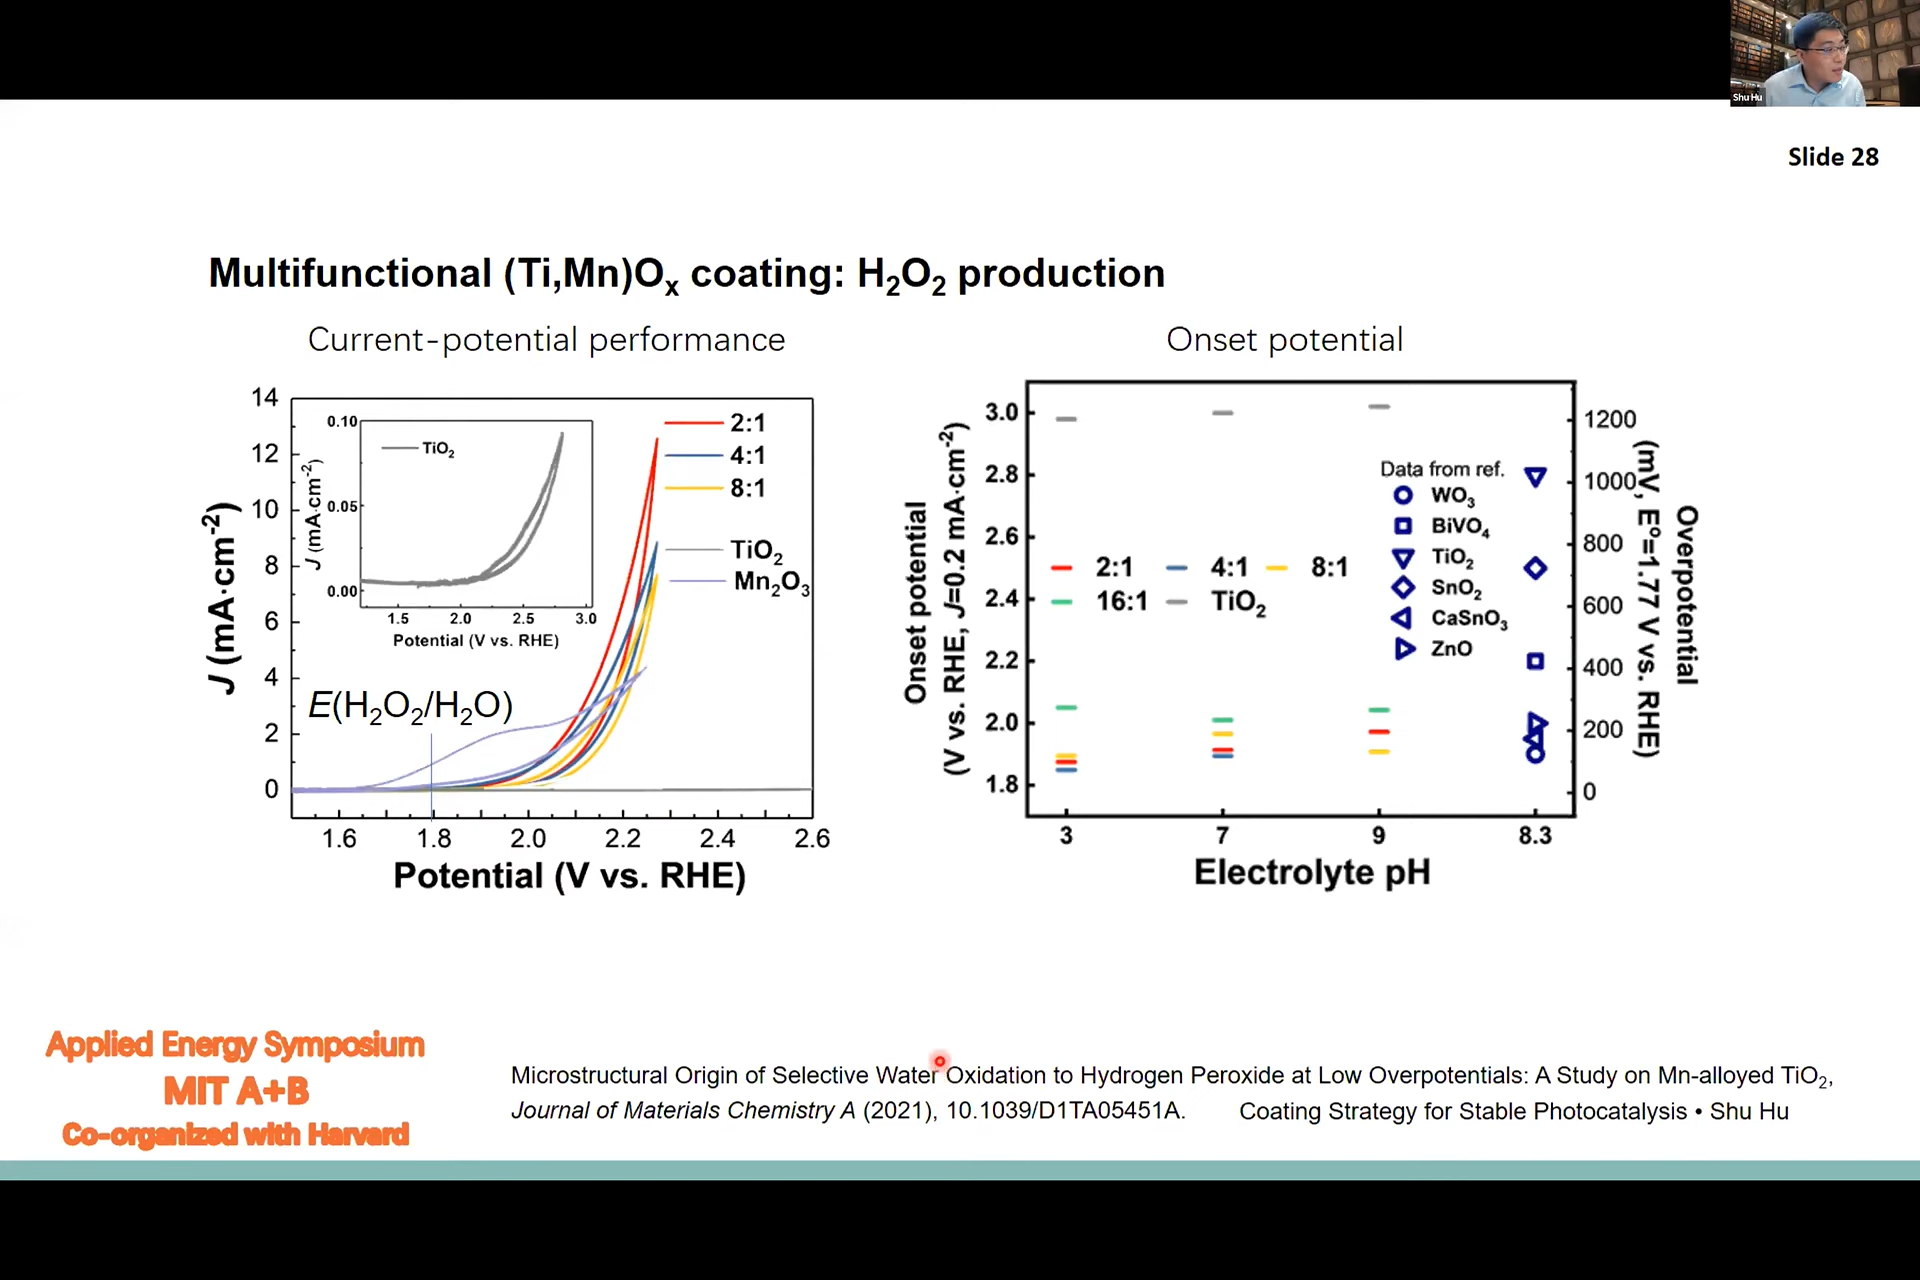 Shu Hu
Slide 28
Multifunctional (Ti,Mn)Oₓ coating: H₂O₂ production
Current-potential performance
14
12
10
8
6
4
2
0
J (mA·cm⁻²)
1.6 1.8 2.0 2.2 2.4 2.6
Potential (V vs. RHE)
2:1
4:1
8:1
TiO₂
Mn₂O₃
0.10
0.05
0.00
J (mA·cm⁻²)
TiO₂
1.5 2.0 2.5 3.0
Potential (V vs. RHE)
E(H₂O₂/H₂O)
Onset potential
3.0
2.8
2.6
2.4
2.2
2.0
1.8
Onset potential
(V vs. RHE, J=0.2 mA·cm⁻²)
2:1 4:1 8:1
16:1 TiO₂
Data from ref.
WO₃
BiVO₄
TiO₂
SnO₂
CaSnO₃
ZnO
1200
1000
800
600
400
200
0
(mV, E°=1.77 V vs. RHE)
Overpotential
3 7 9 8.3
Electrolyte pH
Applied Energy Symposium
MIT A+B
Co-organized with Harvard
Microstructural Origin of Selective Water Oxidation to Hydrogen Peroxide at Low Overpotentials: A Study on Mn-alloyed TiO₂,
Journal of Materials Chemistry A (2021), 10.1039/D1TA05451A.
Coating Strategy for Stable Photocatalysis • Shu Hu